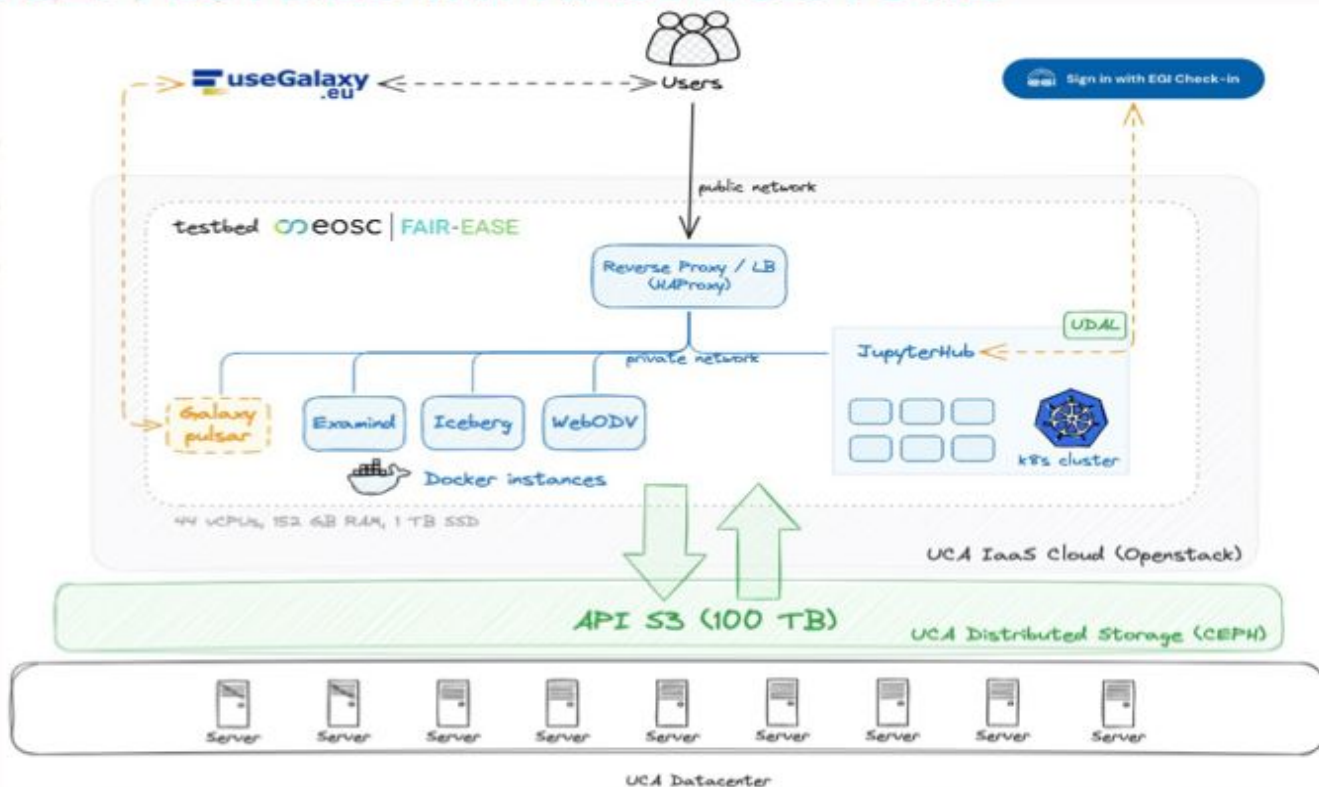 useGalaxy
.eu
Users
Sign in with EGI Check-in
public network
testbed eosc | FAIR-EASE
Reverse Proxy / LB
(HAProxy)
UDAL
private network
JupyterHub
Galaxy
pulsar
Examind
Iceberg
WebODV
k8s cluster
Docker instances
44 vCPUs, 152 GB RAM, 1 TB SSD
UCA IaaS Cloud (Openstack)
API S3 (100 TB)
UCA Distributed Storage (CEPH)
Server Server Server Server Server Server Server Server Server
UCA Datacenter